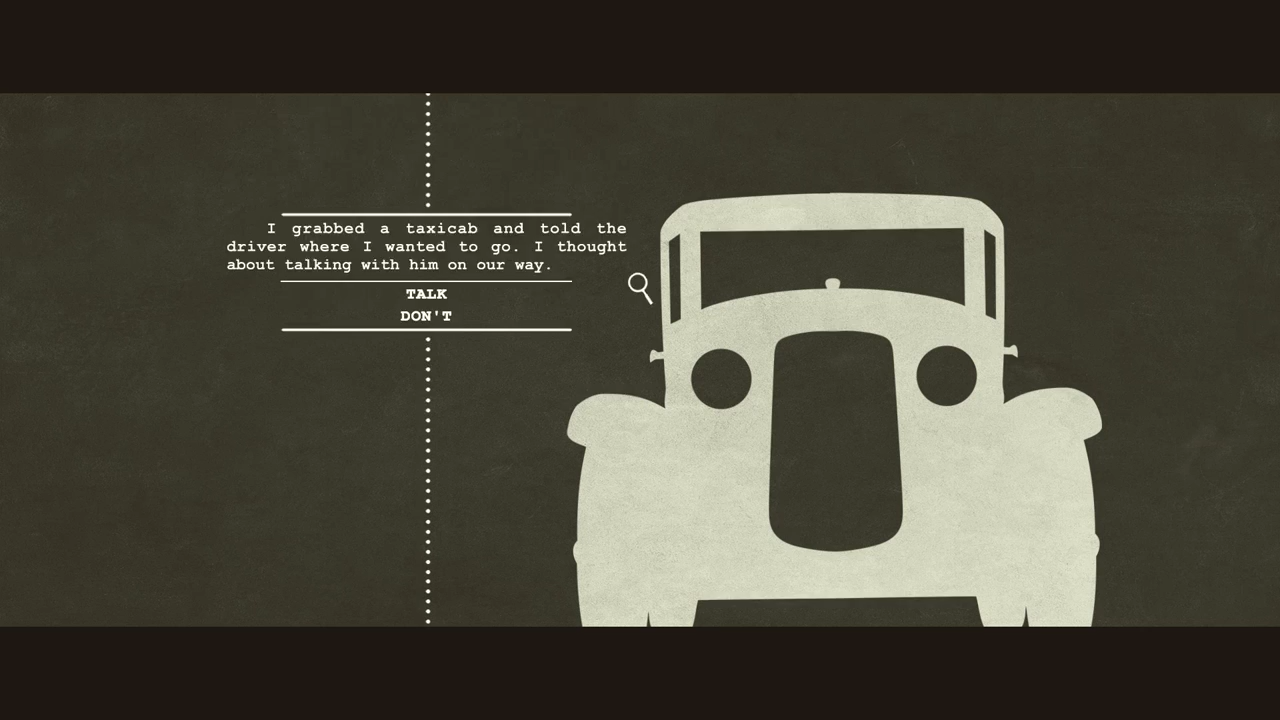 I grabbed a taxicab and told the
driver where I wanted to go. I thought
about talking with him on our way.
TALK
DON'T